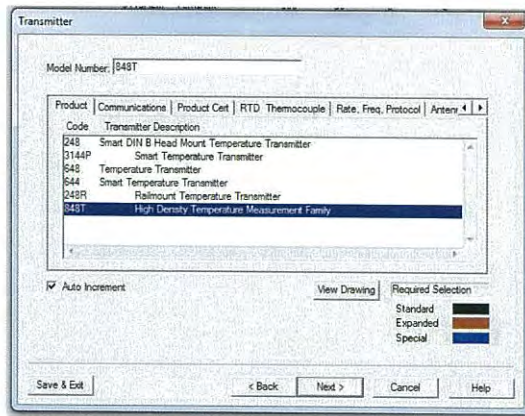 Transmitter
Model Number: 848T
Product Communications Product Cert RTD Thermocouple Rate, Freq, Protocol Antenn
Code Transmitter Description
248 Smart DIN B Head Mount Temperature Transmitter
3144P Smart Temperature Transmitter
648 Temperature Transmitter
644 Smart Temperature Transmitter
248R Railmount Temperature Transmitter
848T High Density Temperature Measurement Family
Auto Increment
View Drawing
Required Selection
Standard
Expanded
Special
Save & Exit
< Back
Next >
Cancel
Help